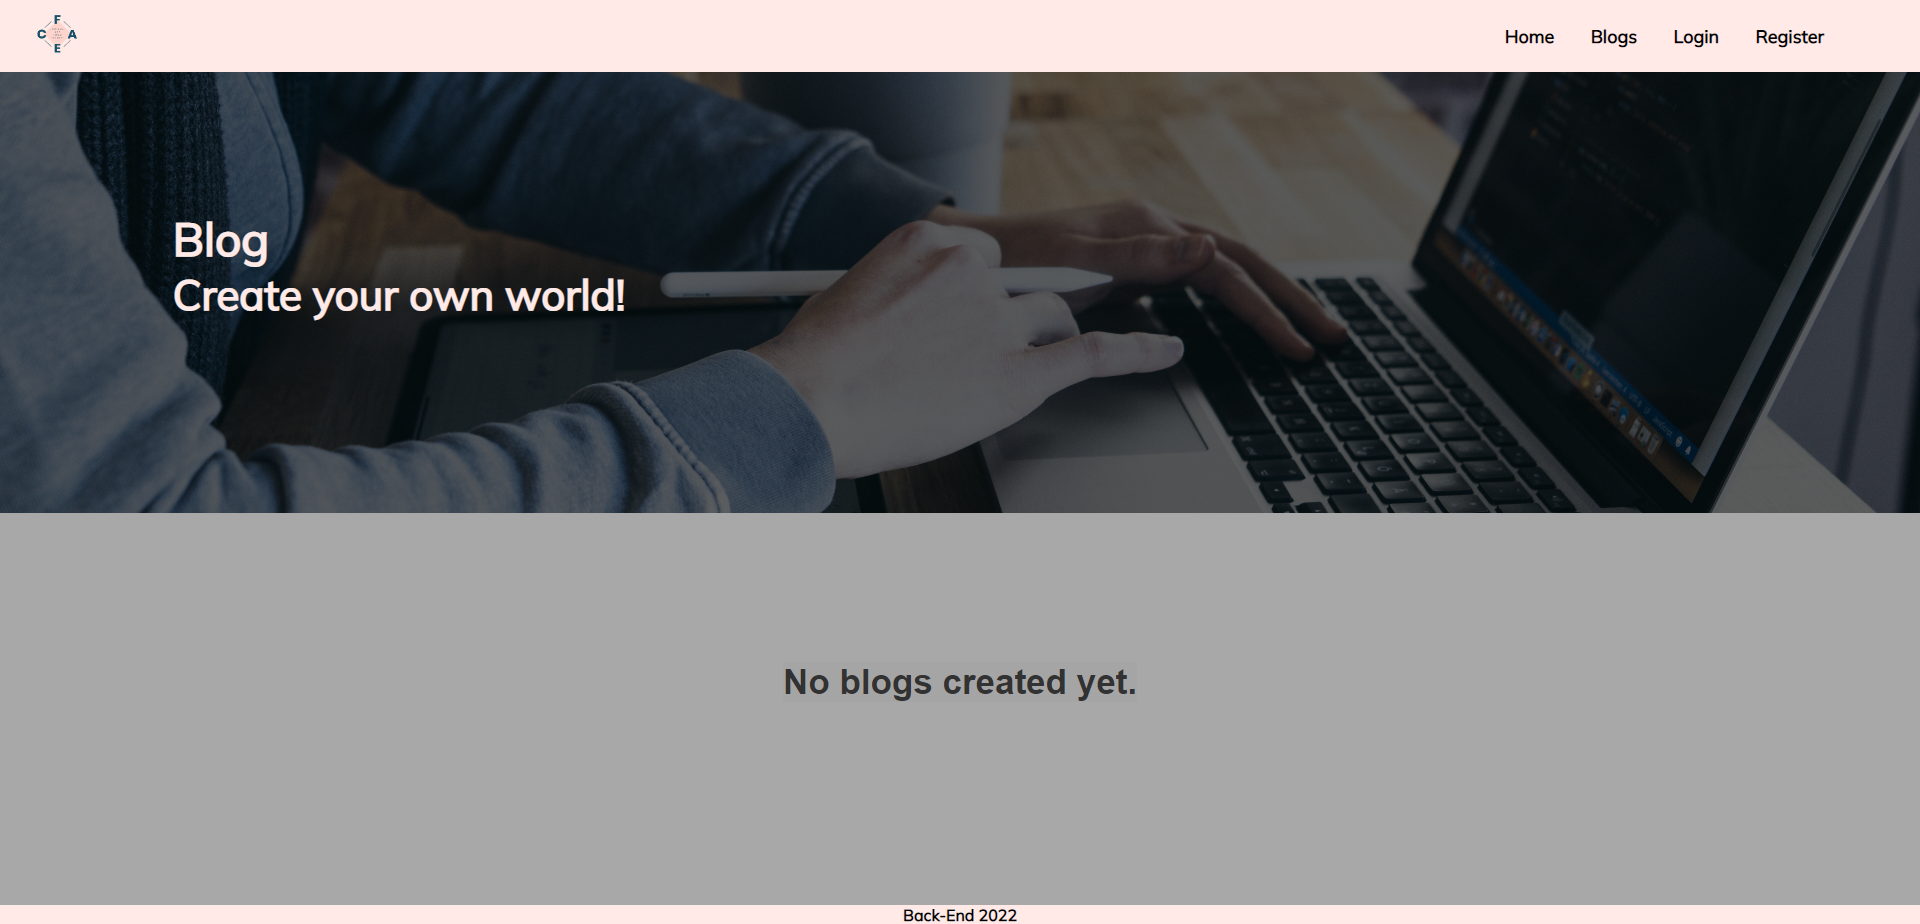 F
C A
E
Home Blogs Login Register
Blog
Create your own world!
No blogs created yet.
Back-End 2022